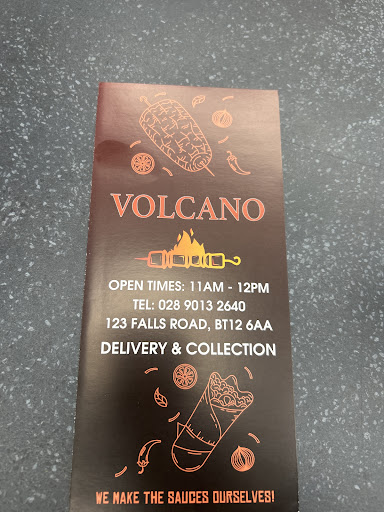 VOLCANO
OPEN TIMES: 11AM - 12PM
TEL: 028 9013 2640
123 FALLS ROAD, BT12 6AA
DELIVERY & COLLECTION
WE MAKE THE SAUCES OURSELVES!